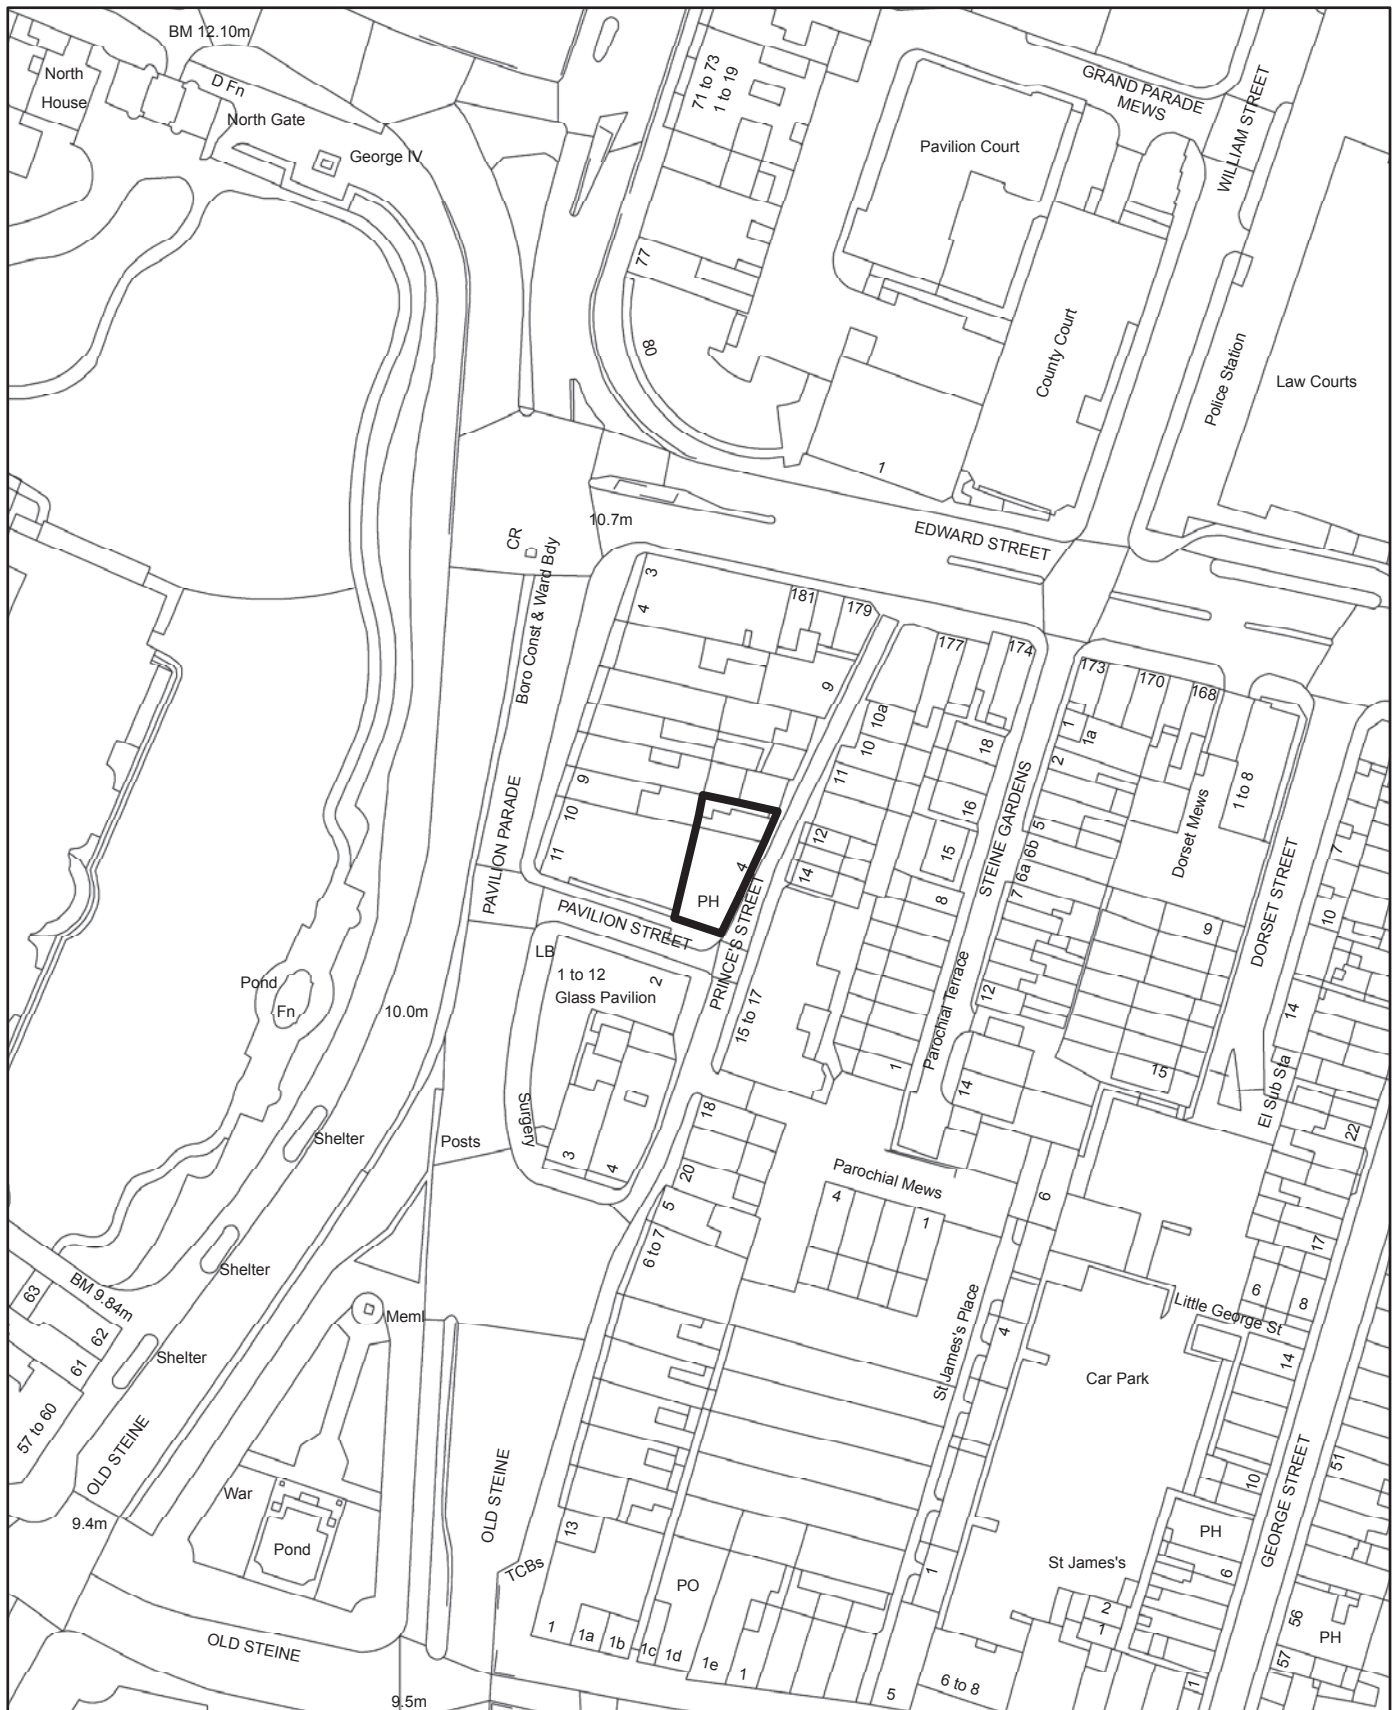 BM 12.10m
North
House
D Fn
North Gate
George IV
71 to 73
1 to 19
GRAND PARADE
MEWS
WILLIAM STREET
Pavilion Court
77
80
County Court
Police Station
Law Courts
1
EDWARD STREET
10.7m
CR
Boro Const & Ward Bdy
3
4
181
179
9
177
174
173
170
168
10a
10
11
12
14
18
16
15
8
1
1a
2
5
6a 6b
7
STEINE GARDENS
Dorset Mews
1 to 8
DORSET STREET
7
10
9
9
10
11
PAVILION PARADE
4
PH
PRINCE'S STREET
PAVILION STREET
LB
1 to 12
Glass Pavilion
2
15 to 17
Parochial Terrace
12
14
1
14
15
El Sub Sta
22
Pond
Fn
10.0m
Surgery
3
4
18
20
5
6 to 7
Shelter
Posts
Parochial Mews
4
1
6
17
6
8
Little George St
14
Shelter
BM 9.84m
63
62
61
Shelter
57 to 60
Meml
St James's Place
4
Car Park
OLD STEINE
War
Pond
9.4m
OLD STEINE
13
TCBs
PO
10
51
PH
GEORGE STREET
St James's
6
1
2
1
56
PH
57
OLD STEINE
9.5m
1
1a
1b
1c
1d
1e
1
5
6 to 8
1